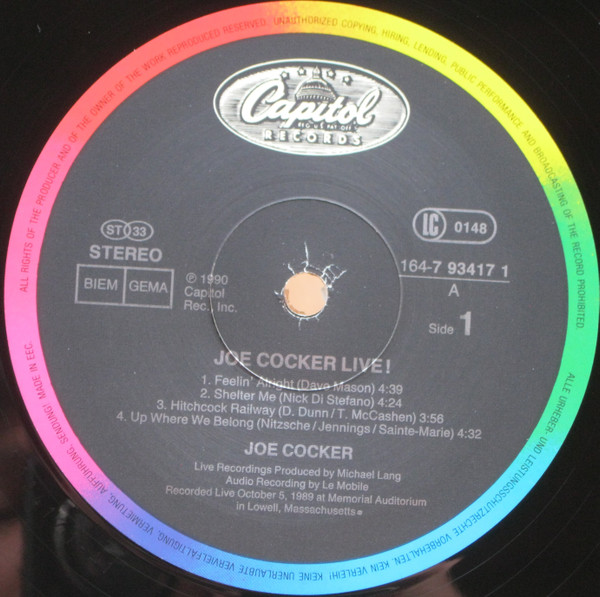 ALL RIGHTS OF THE PRODUCER AND OF THE OWNER OF THE WORK REPRODUCED RESERVED. UNAUTHORIZED COPYING, HIRING, LENDING, PUBLIC PERFORMANCE AND BROADCASTING OF THE RECORD PROHIBITED.
Capitol
RECORDS
ST 33
STEREO
BIEM GEMA
℗ 1990
Capitol
Rec., Inc.
LC 0148
164-7 93417 1
A
Side 1
JOE COCKER LIVE!
1. Feelin' Alright (Dave Mason) 4:39
2. Shelter Me (Nick Di Stefano) 4:24
3. Hitchcock Railway (D. Dunn / T. McCashen) 3:56
4. Up Where We Belong (Nitzsche / Jennings / Sainte-Marie) 4:32
JOE COCKER
Live Recordings Produced by Michael Lang
Audio Recording by Le Mobile
Recorded Live October 5, 1989 at Memorial Auditorium
in Lowell, Massachusetts
ALLE URHEBER- UND LEISTUNGSSCHUTZRECHTE VORBEHALTEN. KEIN VERLEIH! KEINE UNERLAUBTE VERVIELFÄLTIGUNG, VERMIETUNG, AUFFÜHRUNG, SENDUNG! MADE IN EEC.